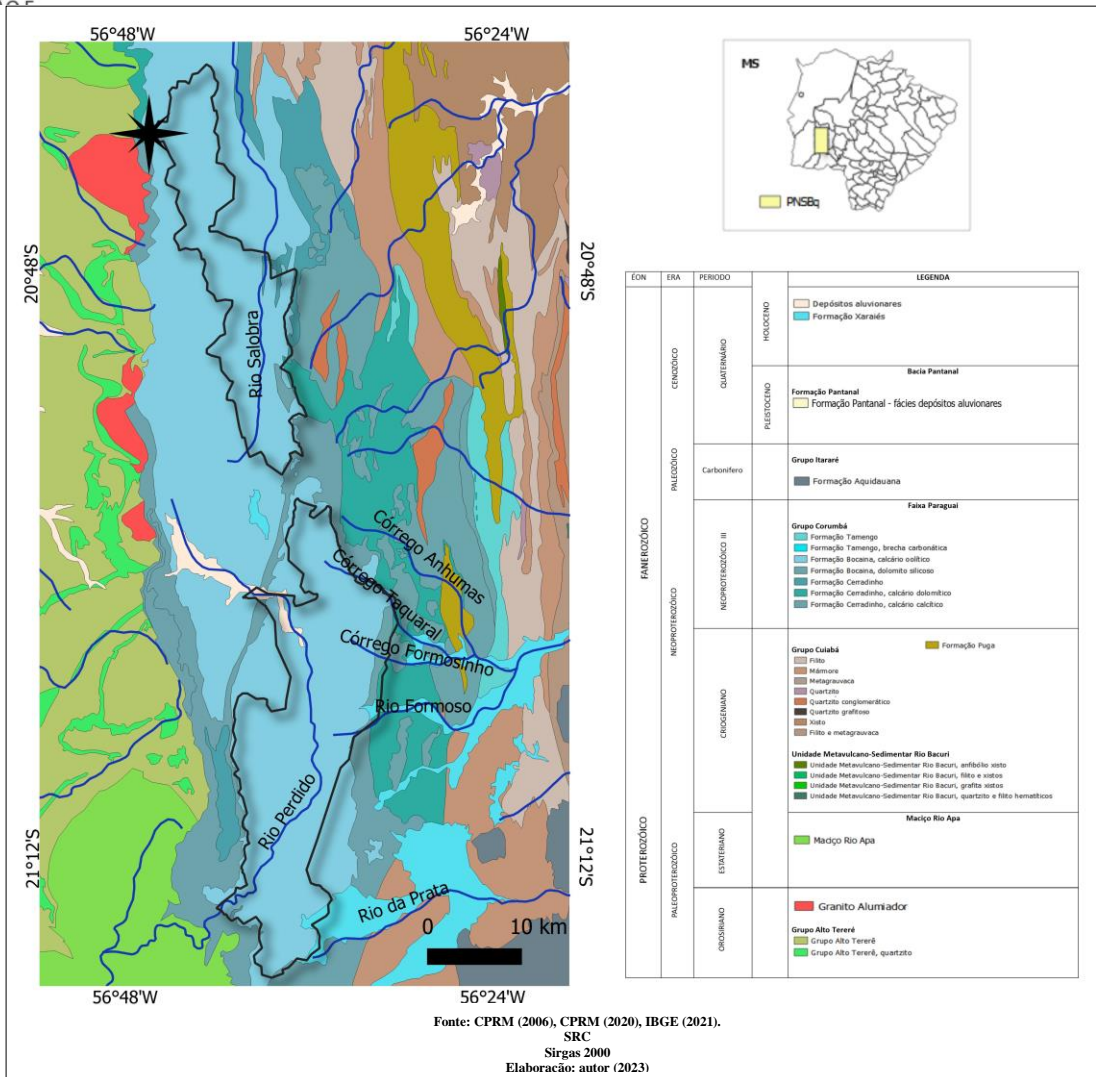 56°48'W
56°24'W
20°48'S
20°48'S
Rio Salobra
Córrego Anhumas
Córrego Taquaral
Córrego Formosinho
Rio Formoso
Rio Perdido
Rio da Prata
21°12'S
21°12'S
0 10 km
56°48'W
56°24'W
MS
PNSBq
ÉON ERA PERIODO LEGENDA
FANEROZÓICO
PROTEROZÓICO
CENOZÓICO
PALEOZÓICO
NEOPROTEROZÓICO
PALEOPROTEROZÓICO
QUATERNÁRIO
HOLOCENO
Depósitos aluvionares
Formação Xaraiés
PLEISTOCENO
Bacia Pantanal
Formação Pantanal
Formação Pantanal - fácies depósitos aluvionares
Carbonífero
Grupo Itararé
Formação Aquidauana
NEOPROTEROZÓICO III
Faixa Paraguai
Grupo Corumbá
Formação Tamengo
Formação Tamengo, brecha carbonática
Formação Bocaina, calcário oolítico
Formação Bocaina, dolomito silicoso
Formação Cerradinho
Formação Cerradinho, calcário dolomítico
Formação Cerradinho, calcário calcítico
CRIOGENIANO
Grupo Cuiabá
Formação Puga
Filito
Mármore
Metagrauvaca
Quartzito
Quartzito conglomerático
Quartzito grafitoso
Xisto
Filito e metagrauvaca
Unidade Metavulcano-Sedimentar Rio Bacuri
Unidade Metavulcano-Sedimentar Rio Bacuri, anfibólio xisto
Unidade Metavulcano-Sedimentar Rio Bacuri, filito e xistos
Unidade Metavulcano-Sedimentar Rio Bacuri, grafita xistos
Unidade Metavulcano-Sedimentar Rio Bacuri, quartzito e filito hematíticos
ESTATERIANO
Maciço Rio Apa
Maciço Rio Apa
OROSIRIANO
Granito Alumiador
Grupo Alto Tererê
Grupo Alto Tererê
Grupo Alto Tererê, quartzito
Fonte: CPRM (2006), CPRM (2020), IBGE (2021).
SRC
Sirgas 2000
Elaboração: autor (2023)